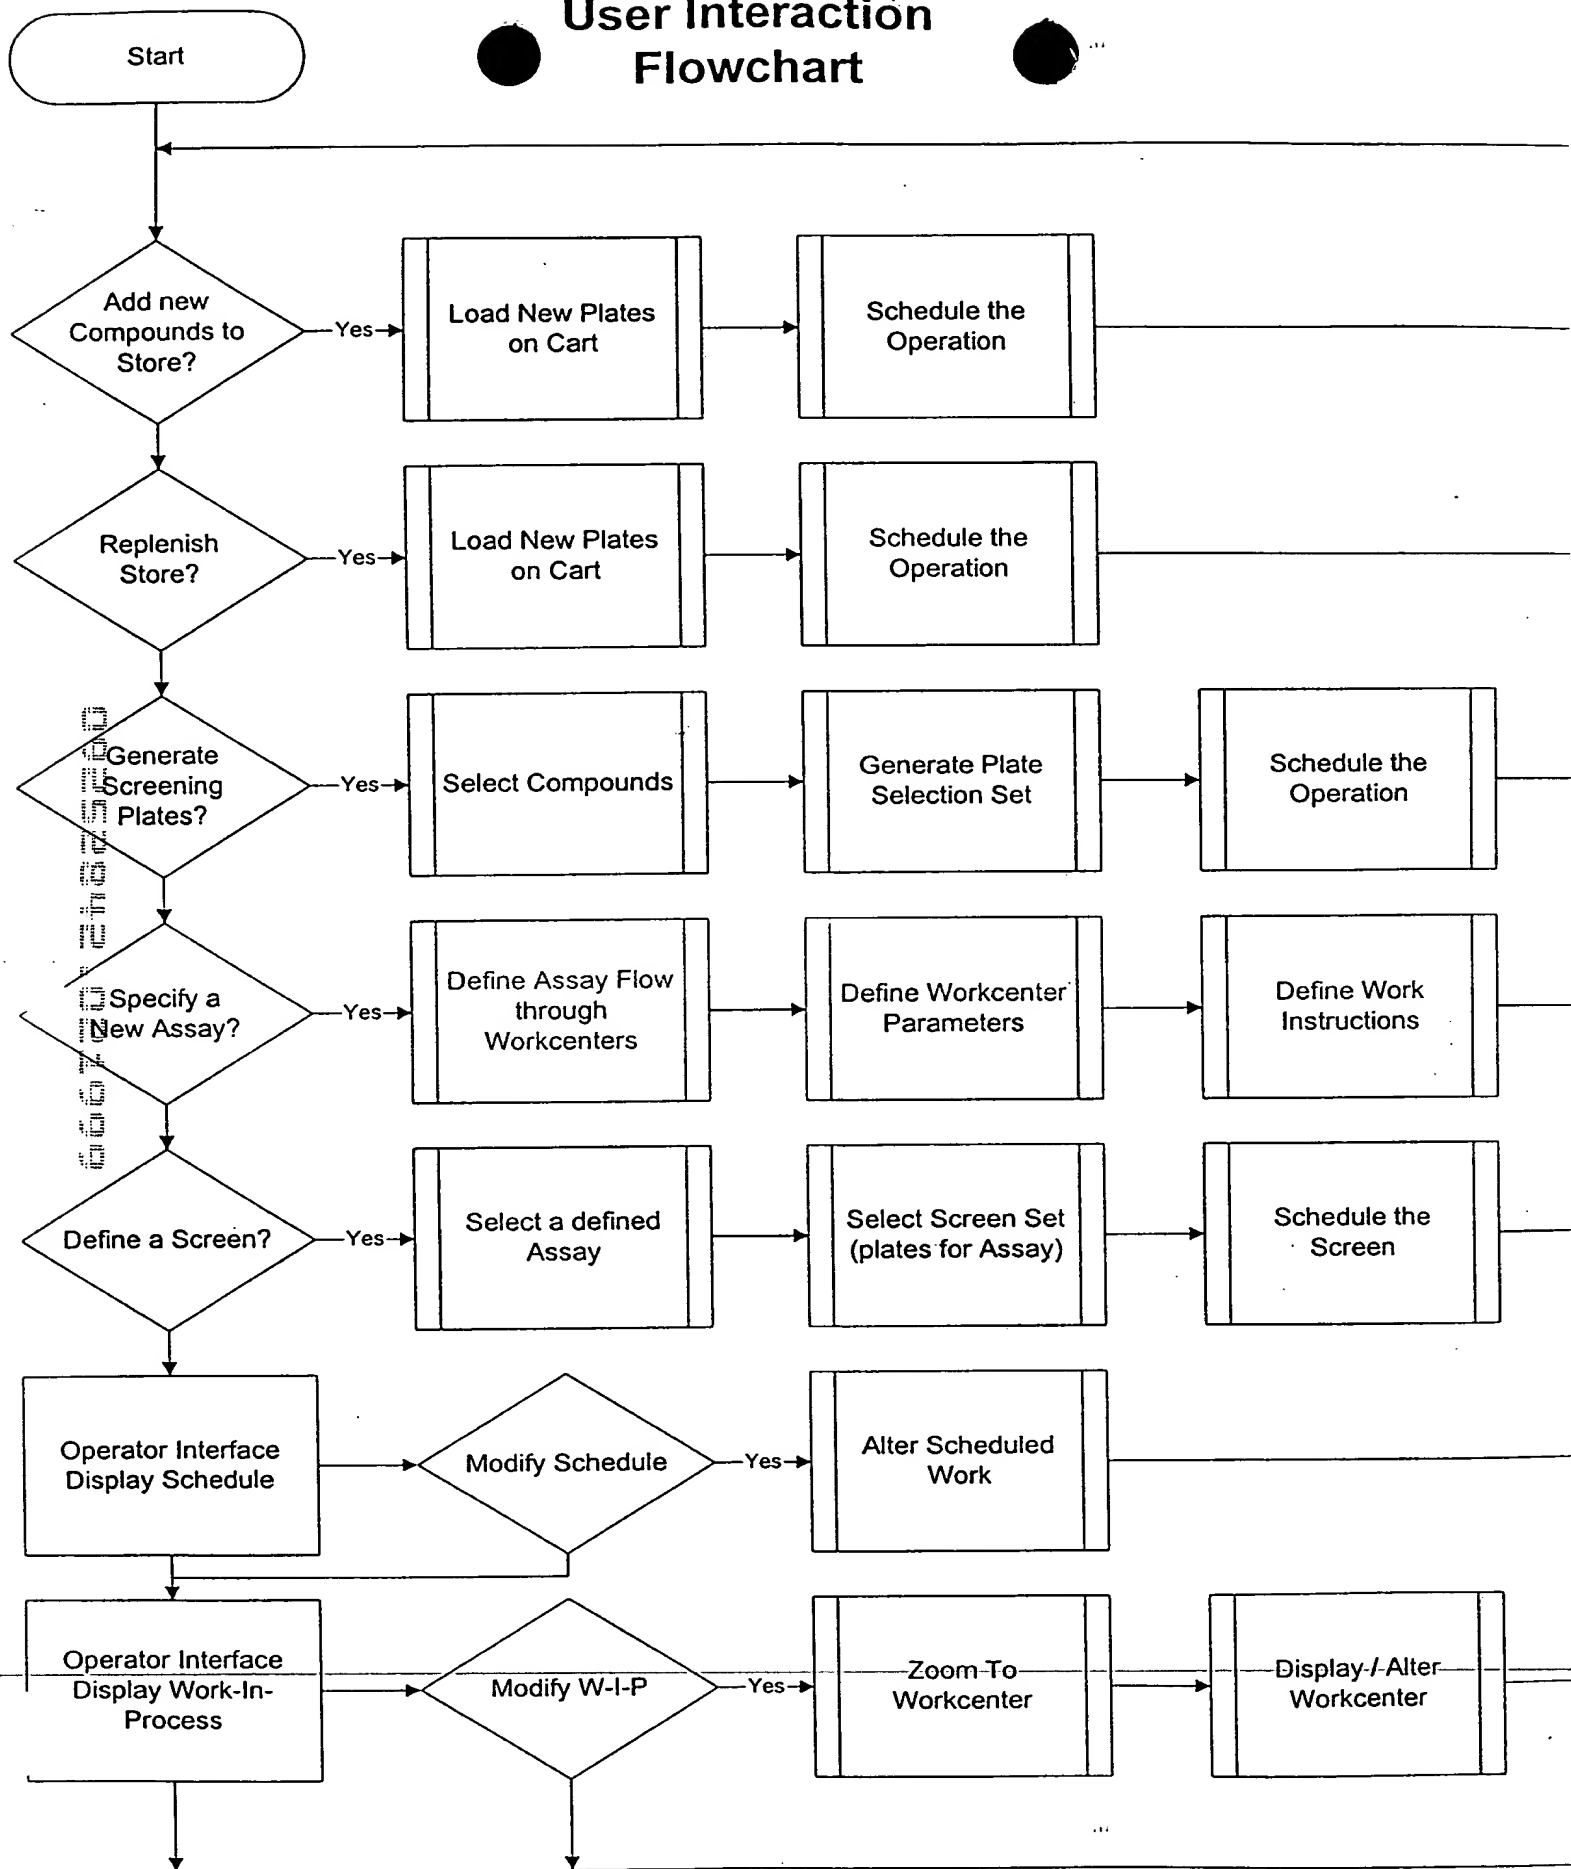 User Interaction
Flowchart
Start
Add new
Compounds to
Store?
Yes
Load New Plates
on Cart
Schedule the
Operation
Replenish
Store?
Yes
Load New Plates
on Cart
Schedule the
Operation
Generate
Screening
Plates?
Yes
Select Compounds
Generate Plate
Selection Set
Schedule the
Operation
Specify a
New Assay?
Yes
Define Assay Flow
through
Workcenters
Define Workcenter
Parameters
Define Work
Instructions
Define a Screen?
Yes
Select a defined
Assay
Select Screen Set
(plates for Assay)
Schedule the
Screen
Operator Interface
Display Schedule
Modify Schedule
Yes
Alter Scheduled
Work
Operator Interface
Display Work-In-
Process
Modify W-I-P
Yes
Zoom To
Workcenter
Display / Alter
Workcenter